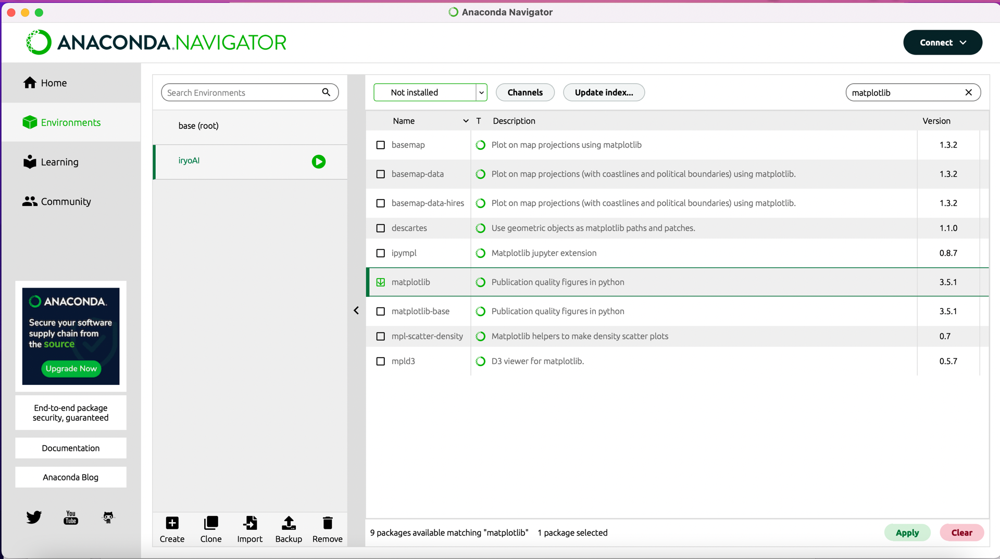 Anaconda Navigator
ANACONDA.NAVIGATOR
Connect
Home
Environments
Learning
Community
ANACONDA.
Secure your software
supply chain from
the source
Upgrade Now
End-to-end package
security, guaranteed
Documentation
Anaconda Blog
You
Tube
Search Environments
base (root)
iryoAI
Create Clone Import Backup Remove
Not installed Channels Update index... matplotlib
Name T Description Version
basemap Plot on map projections using matplotlib 1.3.2
basemap-data Plot on map projections (with coastlines and political boundaries) using matplotlib. 1.3.2
basemap-data-hires Plot on map projections (with coastlines and political boundaries) using matplotlib. 1.3.2
descartes Use geometric objects as matplotlib paths and patches. 1.1.0
ipympl Matplotlib jupyter extension 0.8.7
matplotlib Publication quality figures in python 3.5.1
matplotlib-base Publication quality figures in python 3.5.1
mpl-scatter-density Matplotlib helpers to make density scatter plots 0.7
mpld3 D3 viewer for matplotlib. 0.5.7
9 packages available matching "matplotlib" 1 package selected
Apply Clear